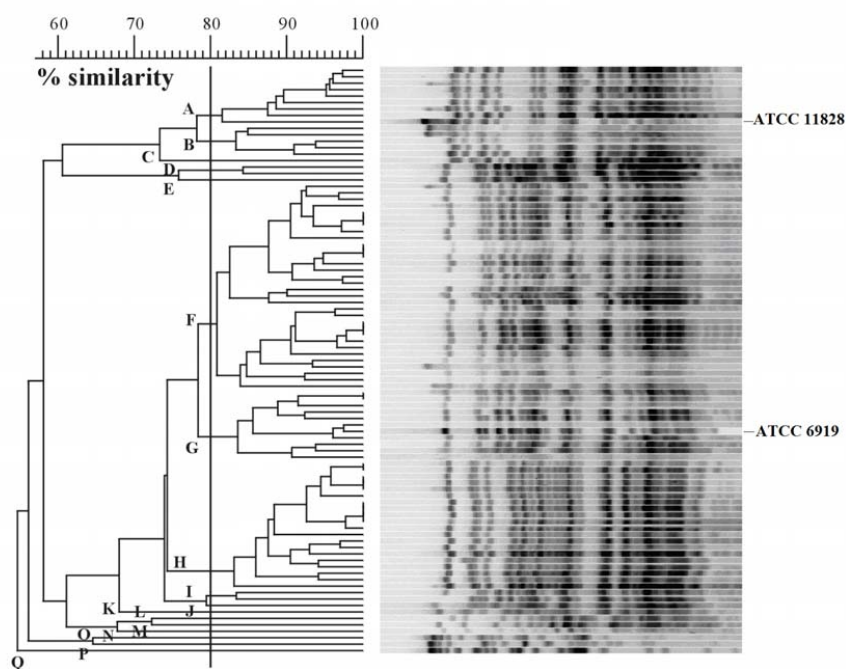 60 70 80 90 100
% similarity
A
ATCC 11828
B
C
D
E
F
ATCC 6919
G
H
I
K L J
O N M
Q P